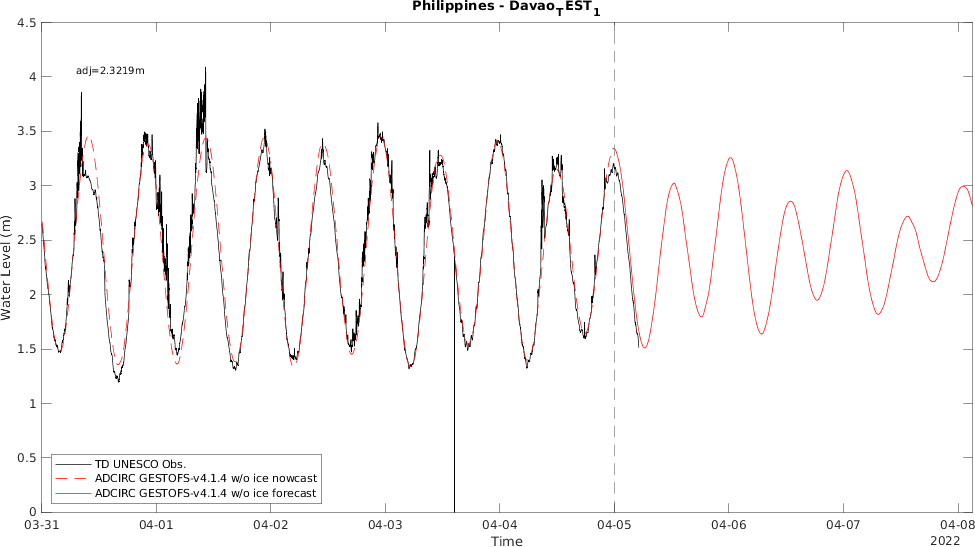 Philippines - Davao_TEST_1
4.5
4
3.5
3
2.5
2
1.5
1
0.5
0
Water Level (m)
adj=2.3219m
TD UNESCO Obs.
ADCIRC GESTOFS-v4.1.4 w/o ice nowcast
ADCIRC GESTOFS-v4.1.4 w/o ice forecast
03-31 04-01 04-02 04-03 04-04 04-05 04-06 04-07 04-08
Time
2022